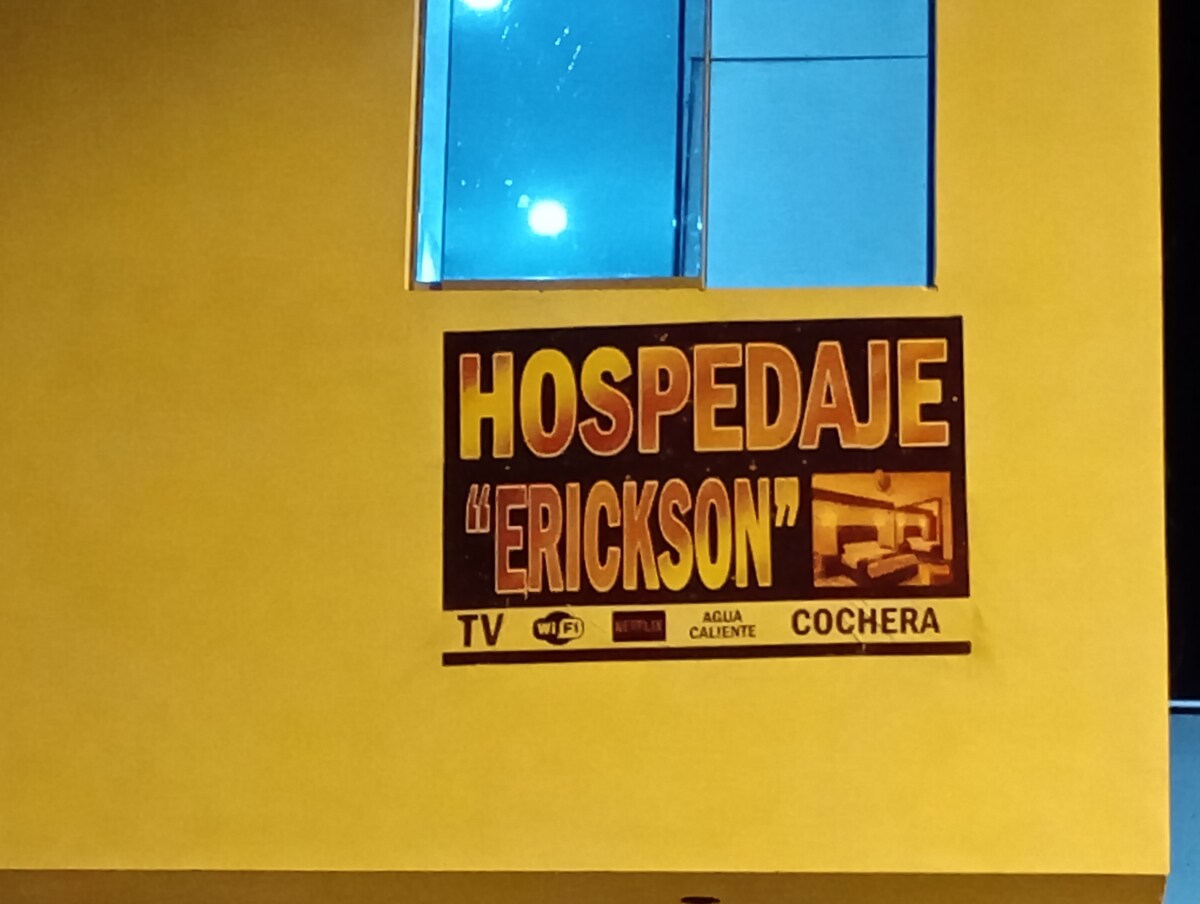 HOSPEDAJE
“ERICKSON”
TV WiFi NETFLIX AGUA CALIENTE COCHERA